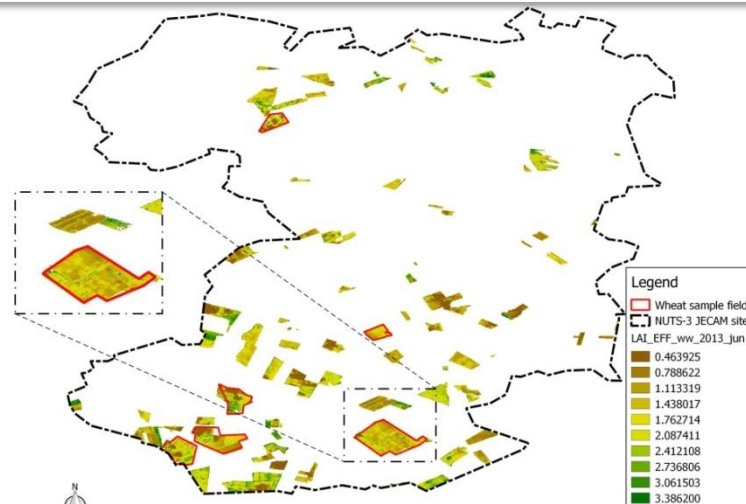 Legend
Wheat sample field
NUTS-3 JECAM site
LAI_EFF_ww_2013_jun
0.463925
0.788622
1.113319
1.438017
1.762714
2.087411
2.412108
2.736806
3.061503
3.386200
N